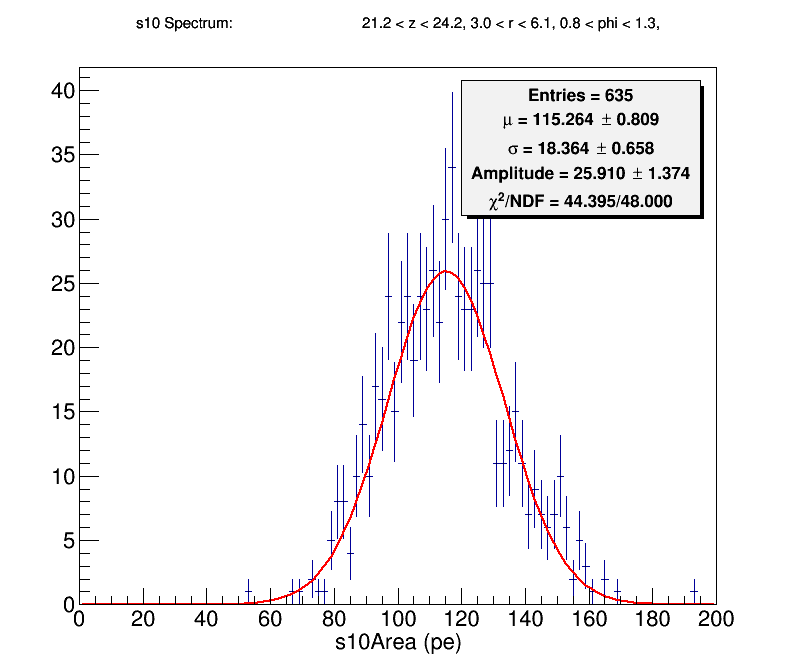 s10 Spectrum: 21.2 < z < 24.2, 3.0 < r < 6.1, 0.8 < phi < 1.3,
Entries = 635
μ = 115.264 ± 0.809
σ = 18.364 ± 0.658
Amplitude = 25.910 ± 1.374
χ²/NDF = 44.395/48.000
40
35
30
25
20
15
10
5
0
0 20 40 60 80 100 120 140 160 180 200
s10Area (pe)